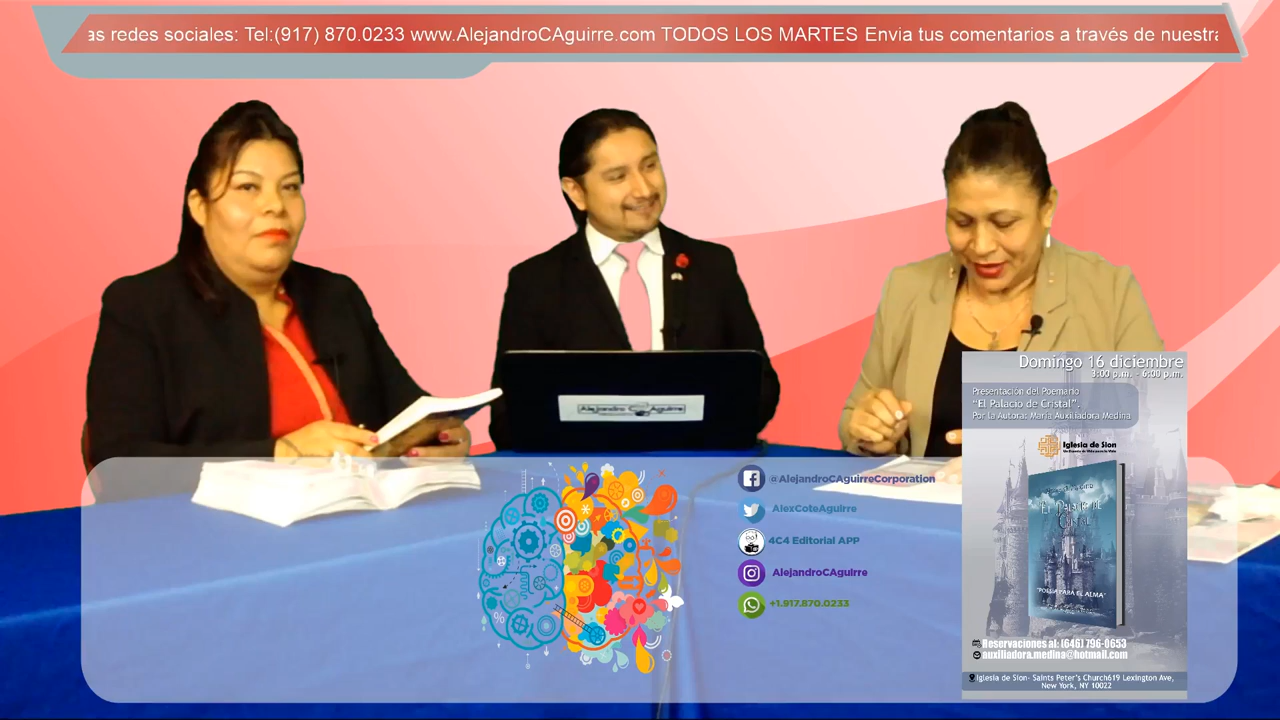 as redes sociales: Tel:(917) 870.0233 www.AlejandroCAguirre.com TODOS LOS MARTES Envia tus comentarios a través de nuestra
Alejandro C Aguirre
@AlejandroCAguirreCorporation
AlexCoteAguirre
4C4 Editorial APP
AlejandroCAguirre
+1.917.870.0233
Domingo 16 diciembre
3:00 p.m. - 6:00 p.m.
Presentación del Poemario
“El Palacio de Cristal”.
Por la Autora: María Auxiliadora Medina
Iglesia de Sion
EL PALACIO DE
CRISTAL
"POESÍA PARA EL ALMA"
Reservaciones al: (646) 796-0653
auxiliadora.medina@hotmail.com
Iglesia de Sion- Saints Peter's Church619 Lexington Ave,
New York, NY 10022